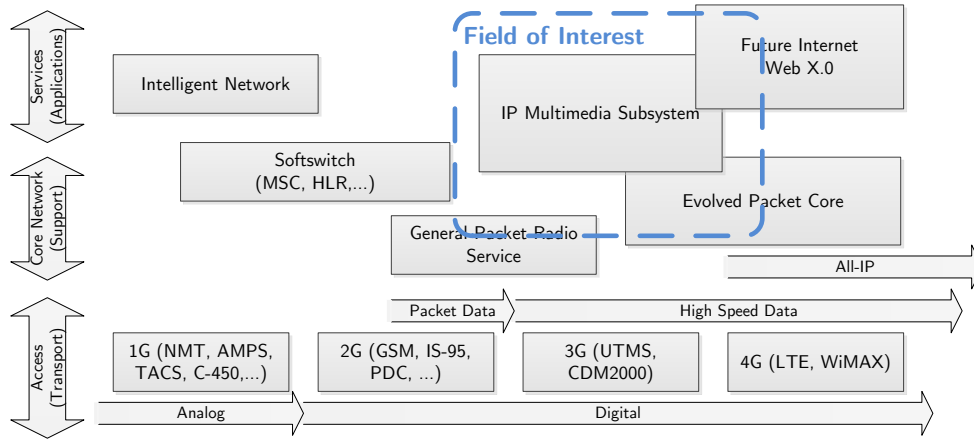 Services
(Applications)
Field of Interest
Future Internet
Web X.0
Intelligent Network
IP Multimedia Subsystem
Core Network
(Support)
Softswitch
(MSC, HLR,...)
Evolved Packet Core
General Packet Radio
Service
All-IP
Access
(Transport)
Packet Data
High Speed Data
1G (NMT, AMPS,
TACS, C-450,...)
2G (GSM, IS-95,
PDC, ...)
3G (UTMS,
CDM2000)
4G (LTE, WiMAX)
Analog
Digital